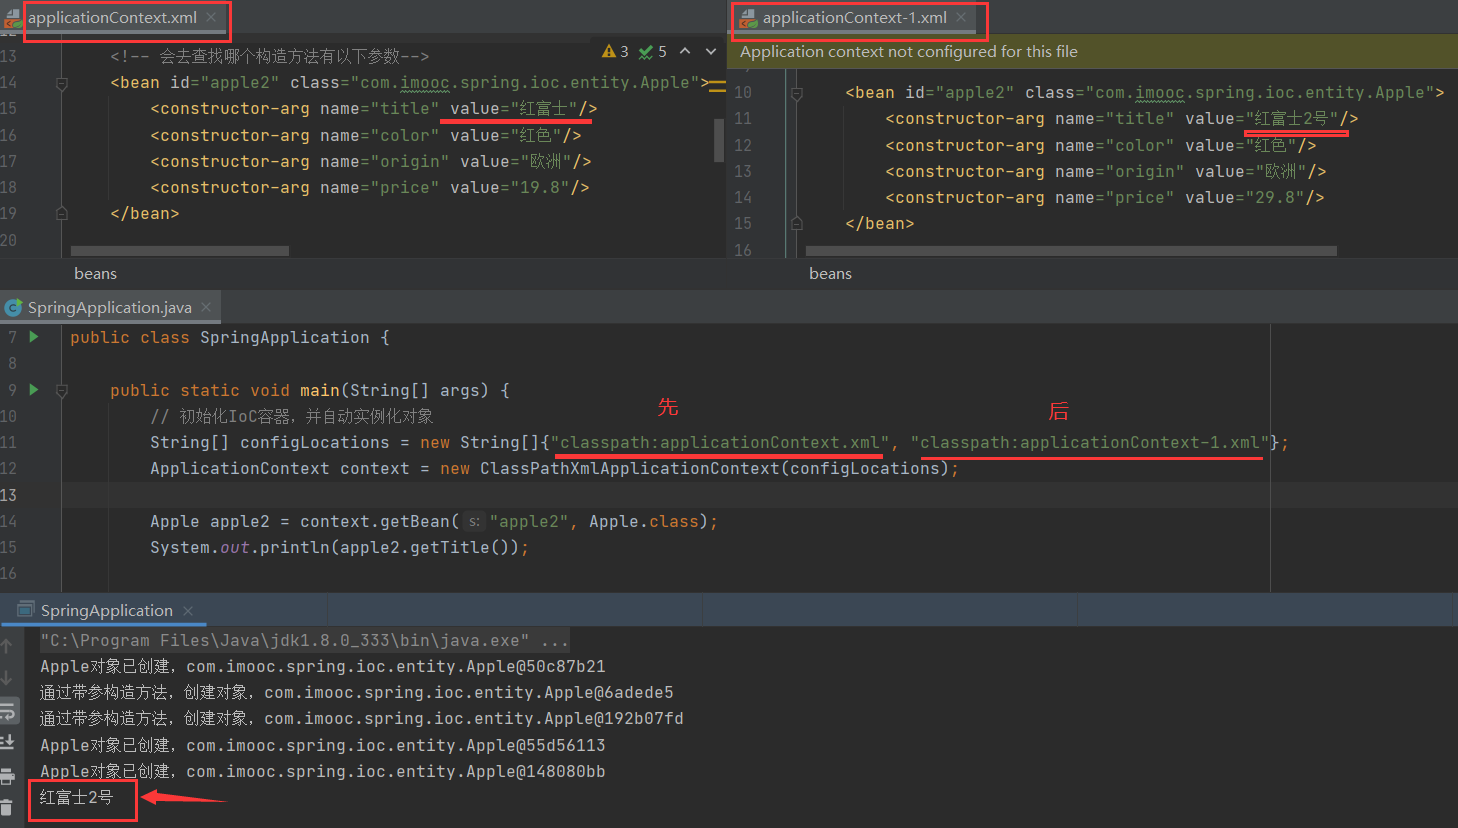 applicationContext.xml
13 <!-- 会去查找哪个构造方法有以下参数-->
3 5
14 <bean id="apple2" class="com.imooc.spring.ioc.entity.Apple">
15 <constructor-arg name="title" value="红富士"/>
16 <constructor-arg name="color" value="红色"/>
17 <constructor-arg name="origin" value="欧洲"/>
18 <constructor-arg name="price" value="19.8"/>
19 </bean>
20
beans
applicationContext-1.xml
Application context not configured for this file
10 <bean id="apple2" class="com.imooc.spring.ioc.entity.Apple">
11 <constructor-arg name="title" value="红富士2号"/>
12 <constructor-arg name="color" value="红色"/>
13 <constructor-arg name="origin" value="欧洲"/>
14 <constructor-arg name="price" value="29.8"/>
15 </bean>
16
beans
SpringApplication.java
7 public class SpringApplication {
8
9 public static void main(String[] args) {
10 // 初始化IoC容器，并自动实例化对象
先 后
11 String[] configLocations = new String[]{"classpath:applicationContext.xml", "classpath:applicationContext-1.xml"};
12 ApplicationContext context = new ClassPathXmlApplicationContext(configLocations);
13
14 Apple apple2 = context.getBean( s: "apple2", Apple.class);
15 System.out.println(apple2.getTitle());
16
SpringApplication
"C:\Program Files\Java\jdk1.8.0_333\bin\java.exe" ...
Apple对象已创建，com.imooc.spring.ioc.entity.Apple@50c87b21
通过带参构造方法，创建对象，com.imooc.spring.ioc.entity.Apple@6adede5
通过带参构造方法，创建对象，com.imooc.spring.ioc.entity.Apple@192b07fd
Apple对象已创建，com.imooc.spring.ioc.entity.Apple@55d56113
Apple对象已创建，com.imooc.spring.ioc.entity.Apple@148080bb
红富士2号